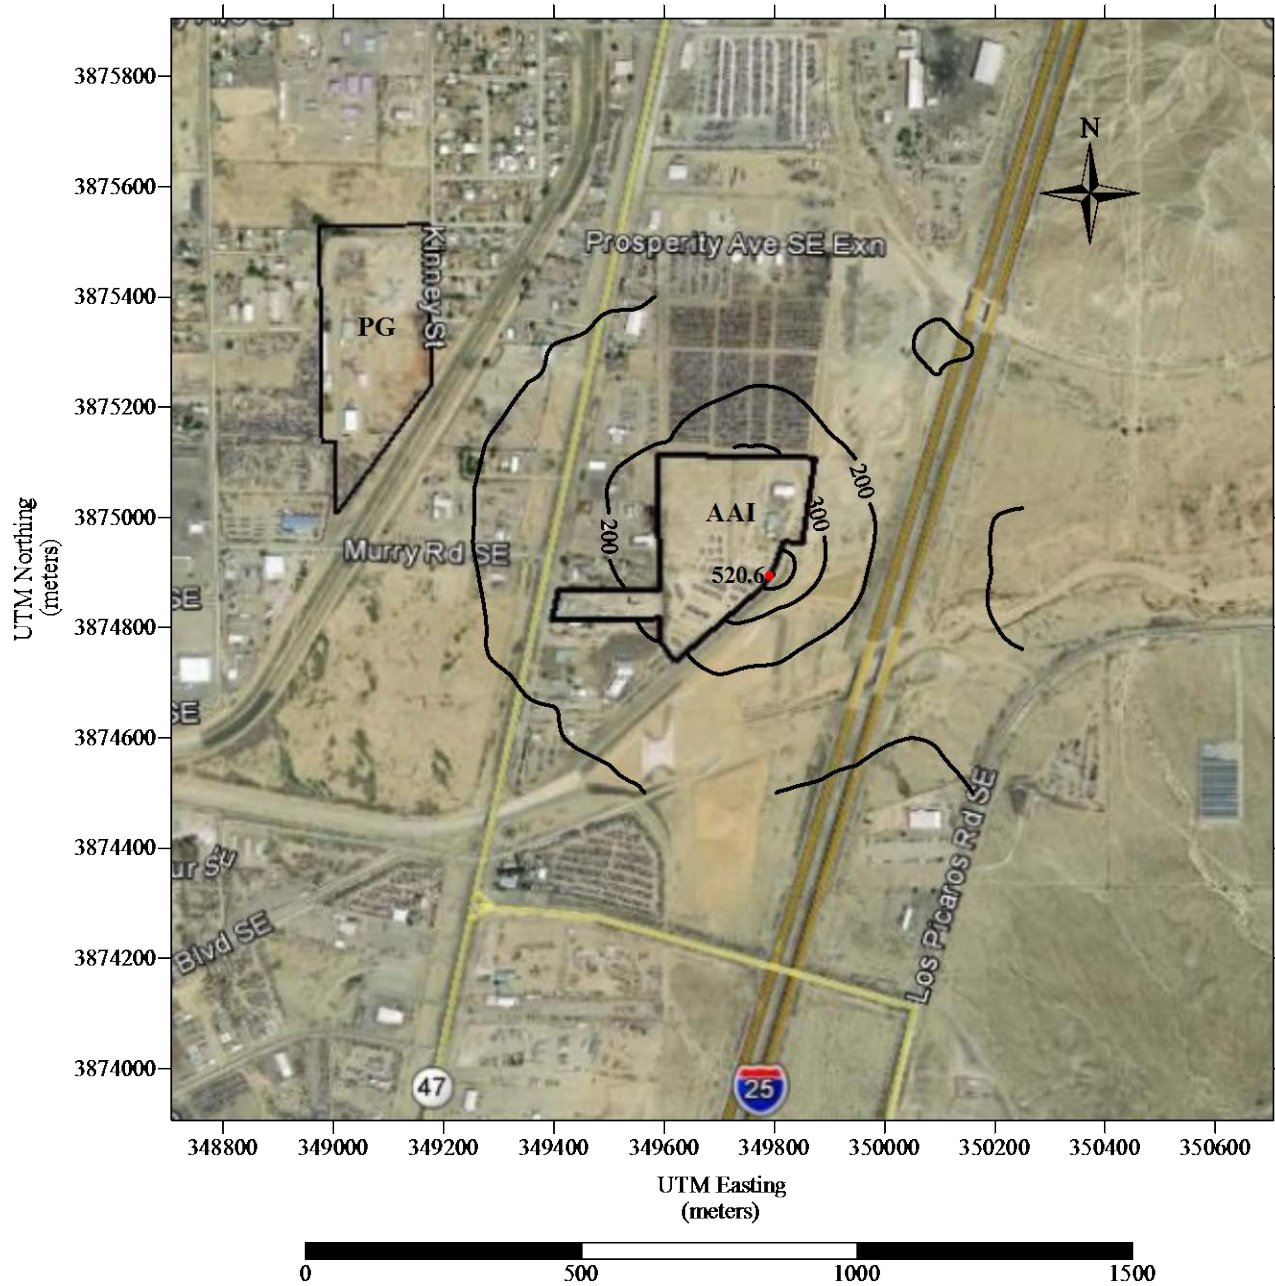 N
3875800
3875600
3875400
3875200
3875000
3874800
3874600
3874400
3874200
3874000
UTM Northing
(meters)
Prosperity Ave SE Exn
Kinney St
PG
200
AAI
300
200
Murry Rd SE
520.6
SE
SE
Los Picaros Rd SE
ur SE
Blvd SE
47
25
348800 349000 349200 349400 349600 349800 350000 350200 350400 350600
UTM Easting
(meters)
0 500 1000 1500